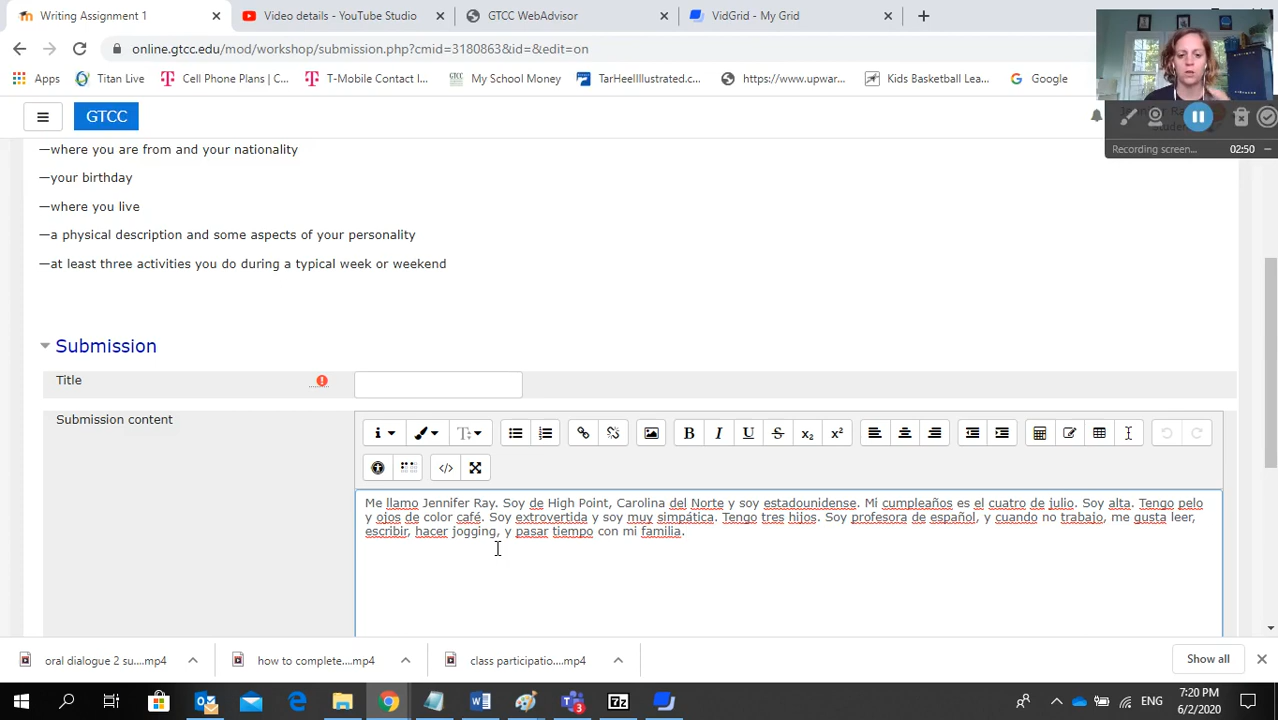 Writing Assignment 1
Video details - YouTube Studio
GTCC WebAdvisor
VidGrid - My Grid
online.gtcc.edu/mod/workshop/submission.php?cmid=3180863&id=&edit=on
Apps
Titan Live
Cell Phone Plans | C...
T-Mobile Contact I...
My School Money
TarHeelIllustrated....
https://www.upwar...
Kids Basketball Lea...
Google
GTCC
Recording screen...
02:50
—where you are from and your nationality
—your birthday
—where you live
—a physical description and some aspects of your personality
—at least three activities you do during a typical week or weekend
Submission
Title
Submission content
Me llamo Jennifer Ray. Soy de High Point, Carolina del Norte y soy estadounidense. Mi cumpleaños es el cuatro de julio. Soy alta. Tengo pelo
y ojos de color café. Soy extrovertida y soy muy simpática. Tengo tres hijos. Soy profesora de español, y cuando no trabajo, me gusta leer,
escribir, hacer jogging, y pasar tiempo con mi familia.
oral dialogue 2 su....mp4
how to complete....mp4
class participatio....mp4
Show all
ENG
7:20 PM
6/2/2020